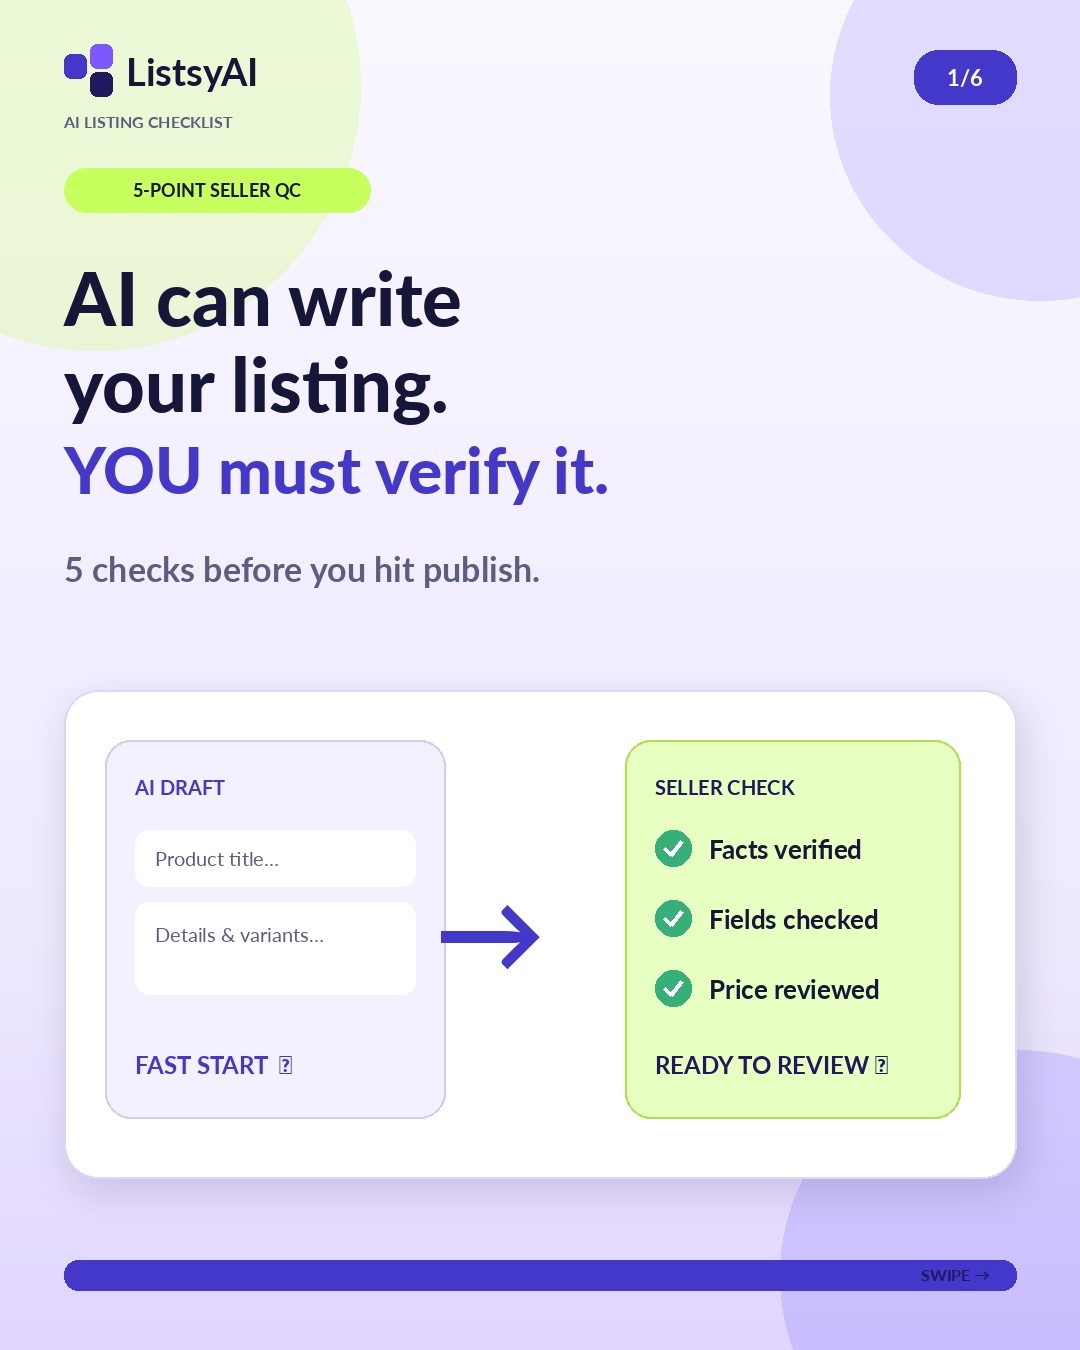 ListsyAI
1/6
AI LISTING CHECKLIST
5-POINT SELLER QC
AI can write
your listing.
YOU must verify it.
5 checks before you hit publish.
AI DRAFT
Product title...
Details & variants...
FAST START
SELLER CHECK
Facts verified
Fields checked
Price reviewed
READY TO REVIEW
SWIPE →